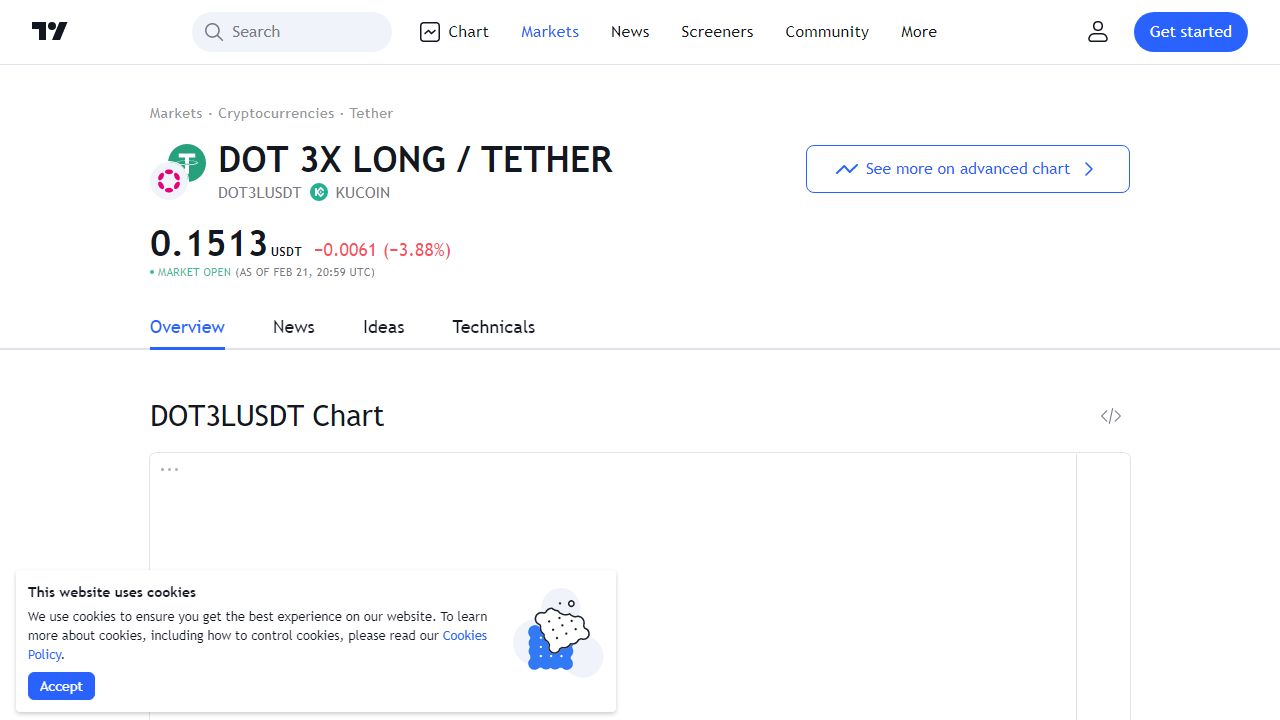 Search
Chart
Markets
News
Screeners
Community
More
Get started
Markets · Cryptocurrencies · Tether
DOT 3X LONG / TETHER
DOT3LUSDT KUCOIN
See more on advanced chart
0.1513 USDT −0.0061 (−3.88%)
• MARKET OPEN (AS OF FEB 21, 20:59 UTC)
Overview
News
Ideas
Technicals
DOT3LUSDT Chart
This website uses cookies
We use cookies to ensure you get the best experience on our website. To learn
more about cookies, including how to control cookies, please read our Cookies
Policy.
Accept